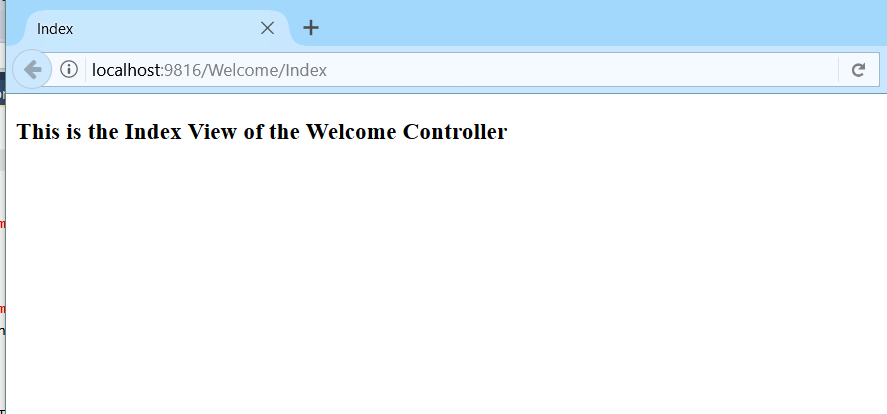 Index
localhost:9816/Welcome/Index
This is the Index View of the Welcome Controller